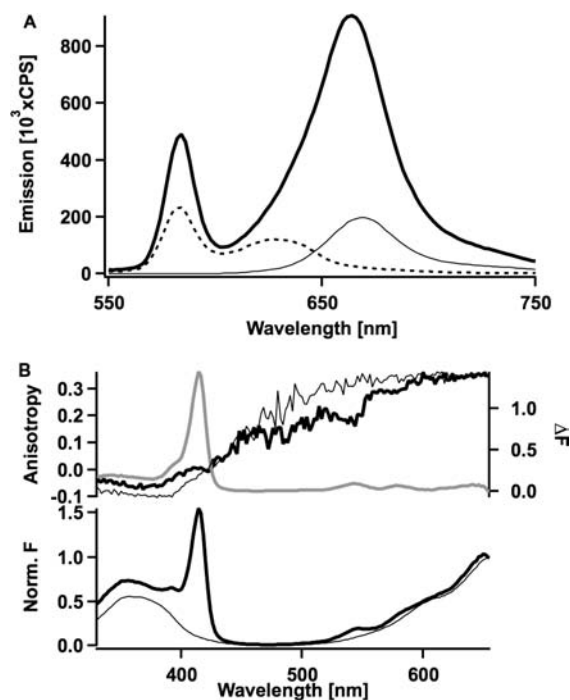 A
Emission [10³xCPS]
800
600
400
200
0
550
650
750
Wavelength [nm]
B
Anisotropy
0.3
0.2
0.1
0.0
-0.1
1.0
0.5
0.0
ΔF
Norm. F
1.5
1.0
0.5
0.0
400
500
600
Wavelength [nm]